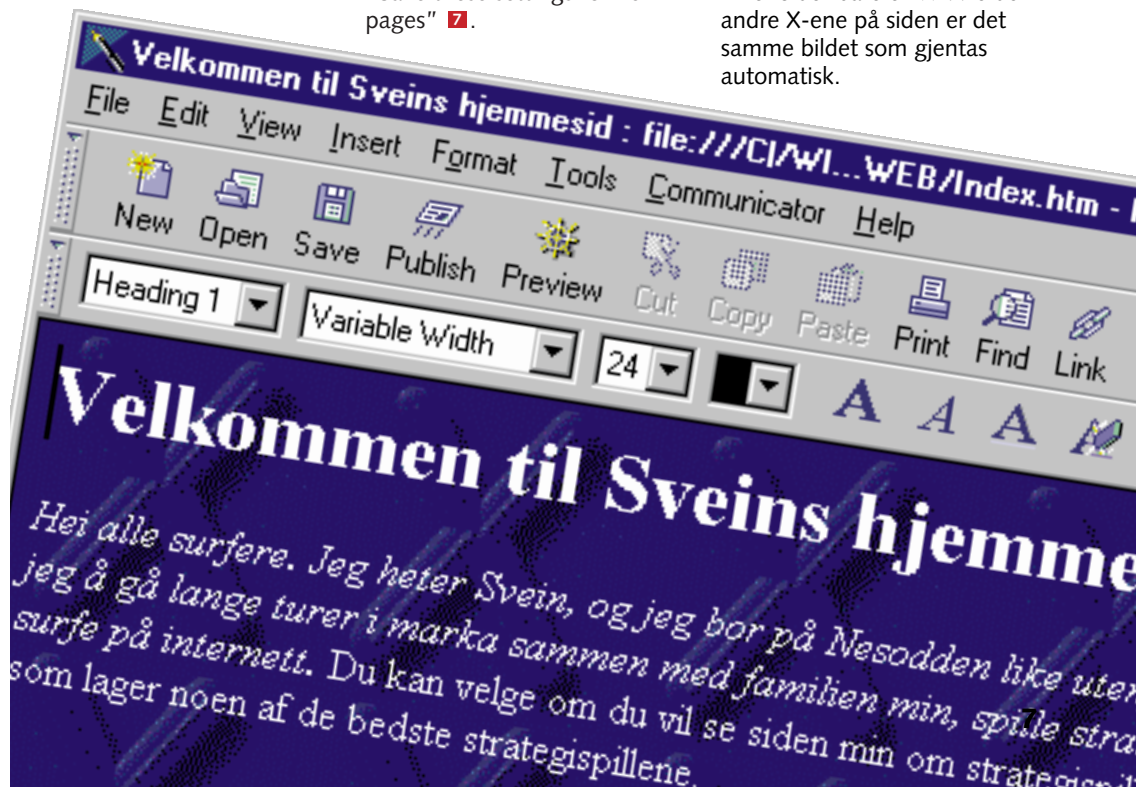 pages" 7.
andre X-ene på siden er det
samme bildet som gjentas
automatisk.
Velkommen til Sveins hjemmesid : file:///C|/WI...WEB/Index.htm -
File Edit View Insert Format Tools Communicator Help
New Open Save Publish Preview Cut Copy Paste Print Find Link
Heading 1 Variable Width 24 A A A
Velkommen til Sveins hjemme
Hei alle surfere. Jeg heter Svein, og jeg bor på Nesodden like uten
jeg å gå lange turer i marka sammen med familien min, spille stra
surfe på internett. Du kan velge om du vil se siden min om strategispil
som lager noen af de bedste strategispillene.
7